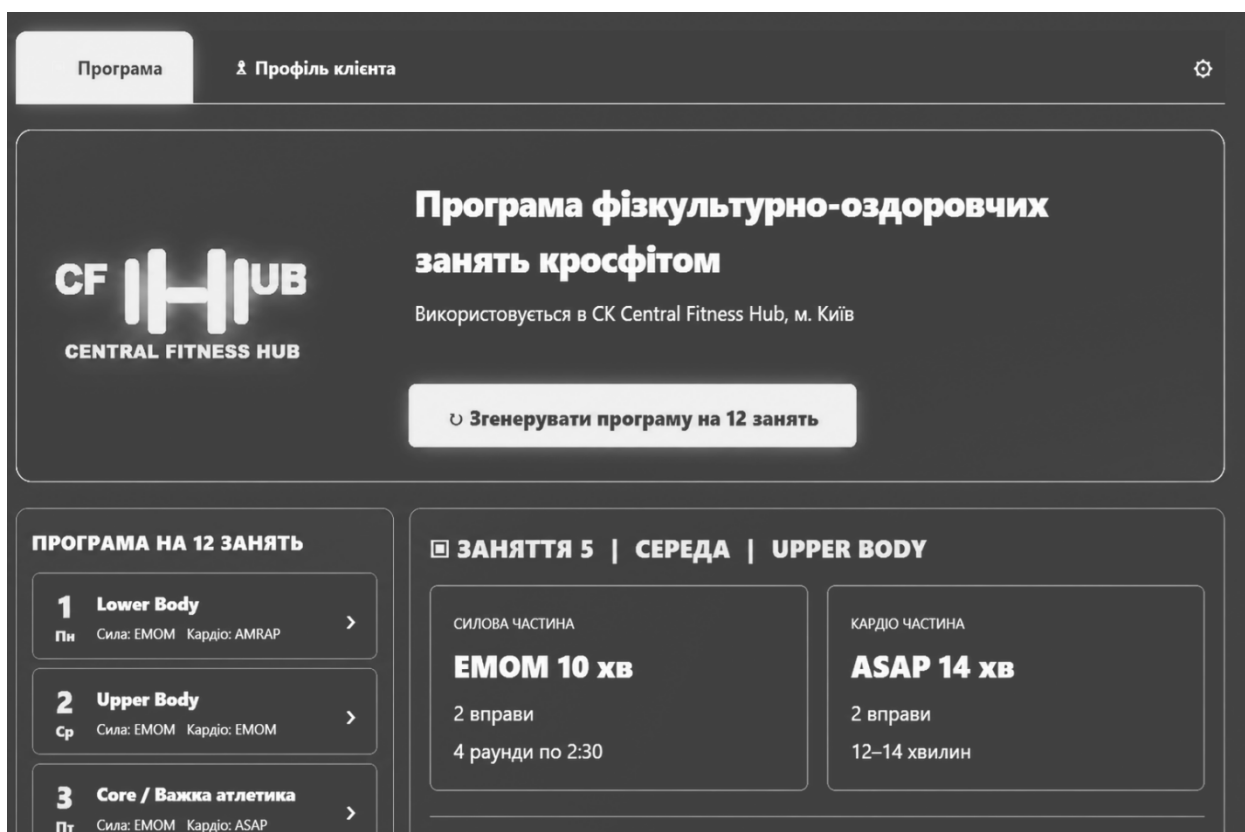 Програма
Профіль клієнта
Програма фізкультурно-оздоровчих
занять кросфітом
Використовується в СК Central Fitness Hub, м. Київ
CF HUB
CENTRAL FITNESS HUB
↻ Згенерувати програму на 12 занять
ПРОГРАМА НА 12 ЗАНЯТЬ
1 Lower Body
Пн Сила: EMOM Кардіо: AMRAP
2 Upper Body
Ср Сила: EMOM Кардіо: EMOM
3 Core / Важка атлетика
Пт Сила: EMOM Кардіо: ASAP
ЗАНЯТТЯ 5 | СЕРЕДА | UPPER BODY
СИЛОВА ЧАСТИНА
EMOM 10 хв
2 вправи
4 раунди по 2:30
КАРДІО ЧАСТИНА
ASAP 14 хв
2 вправи
12–14 хвилин